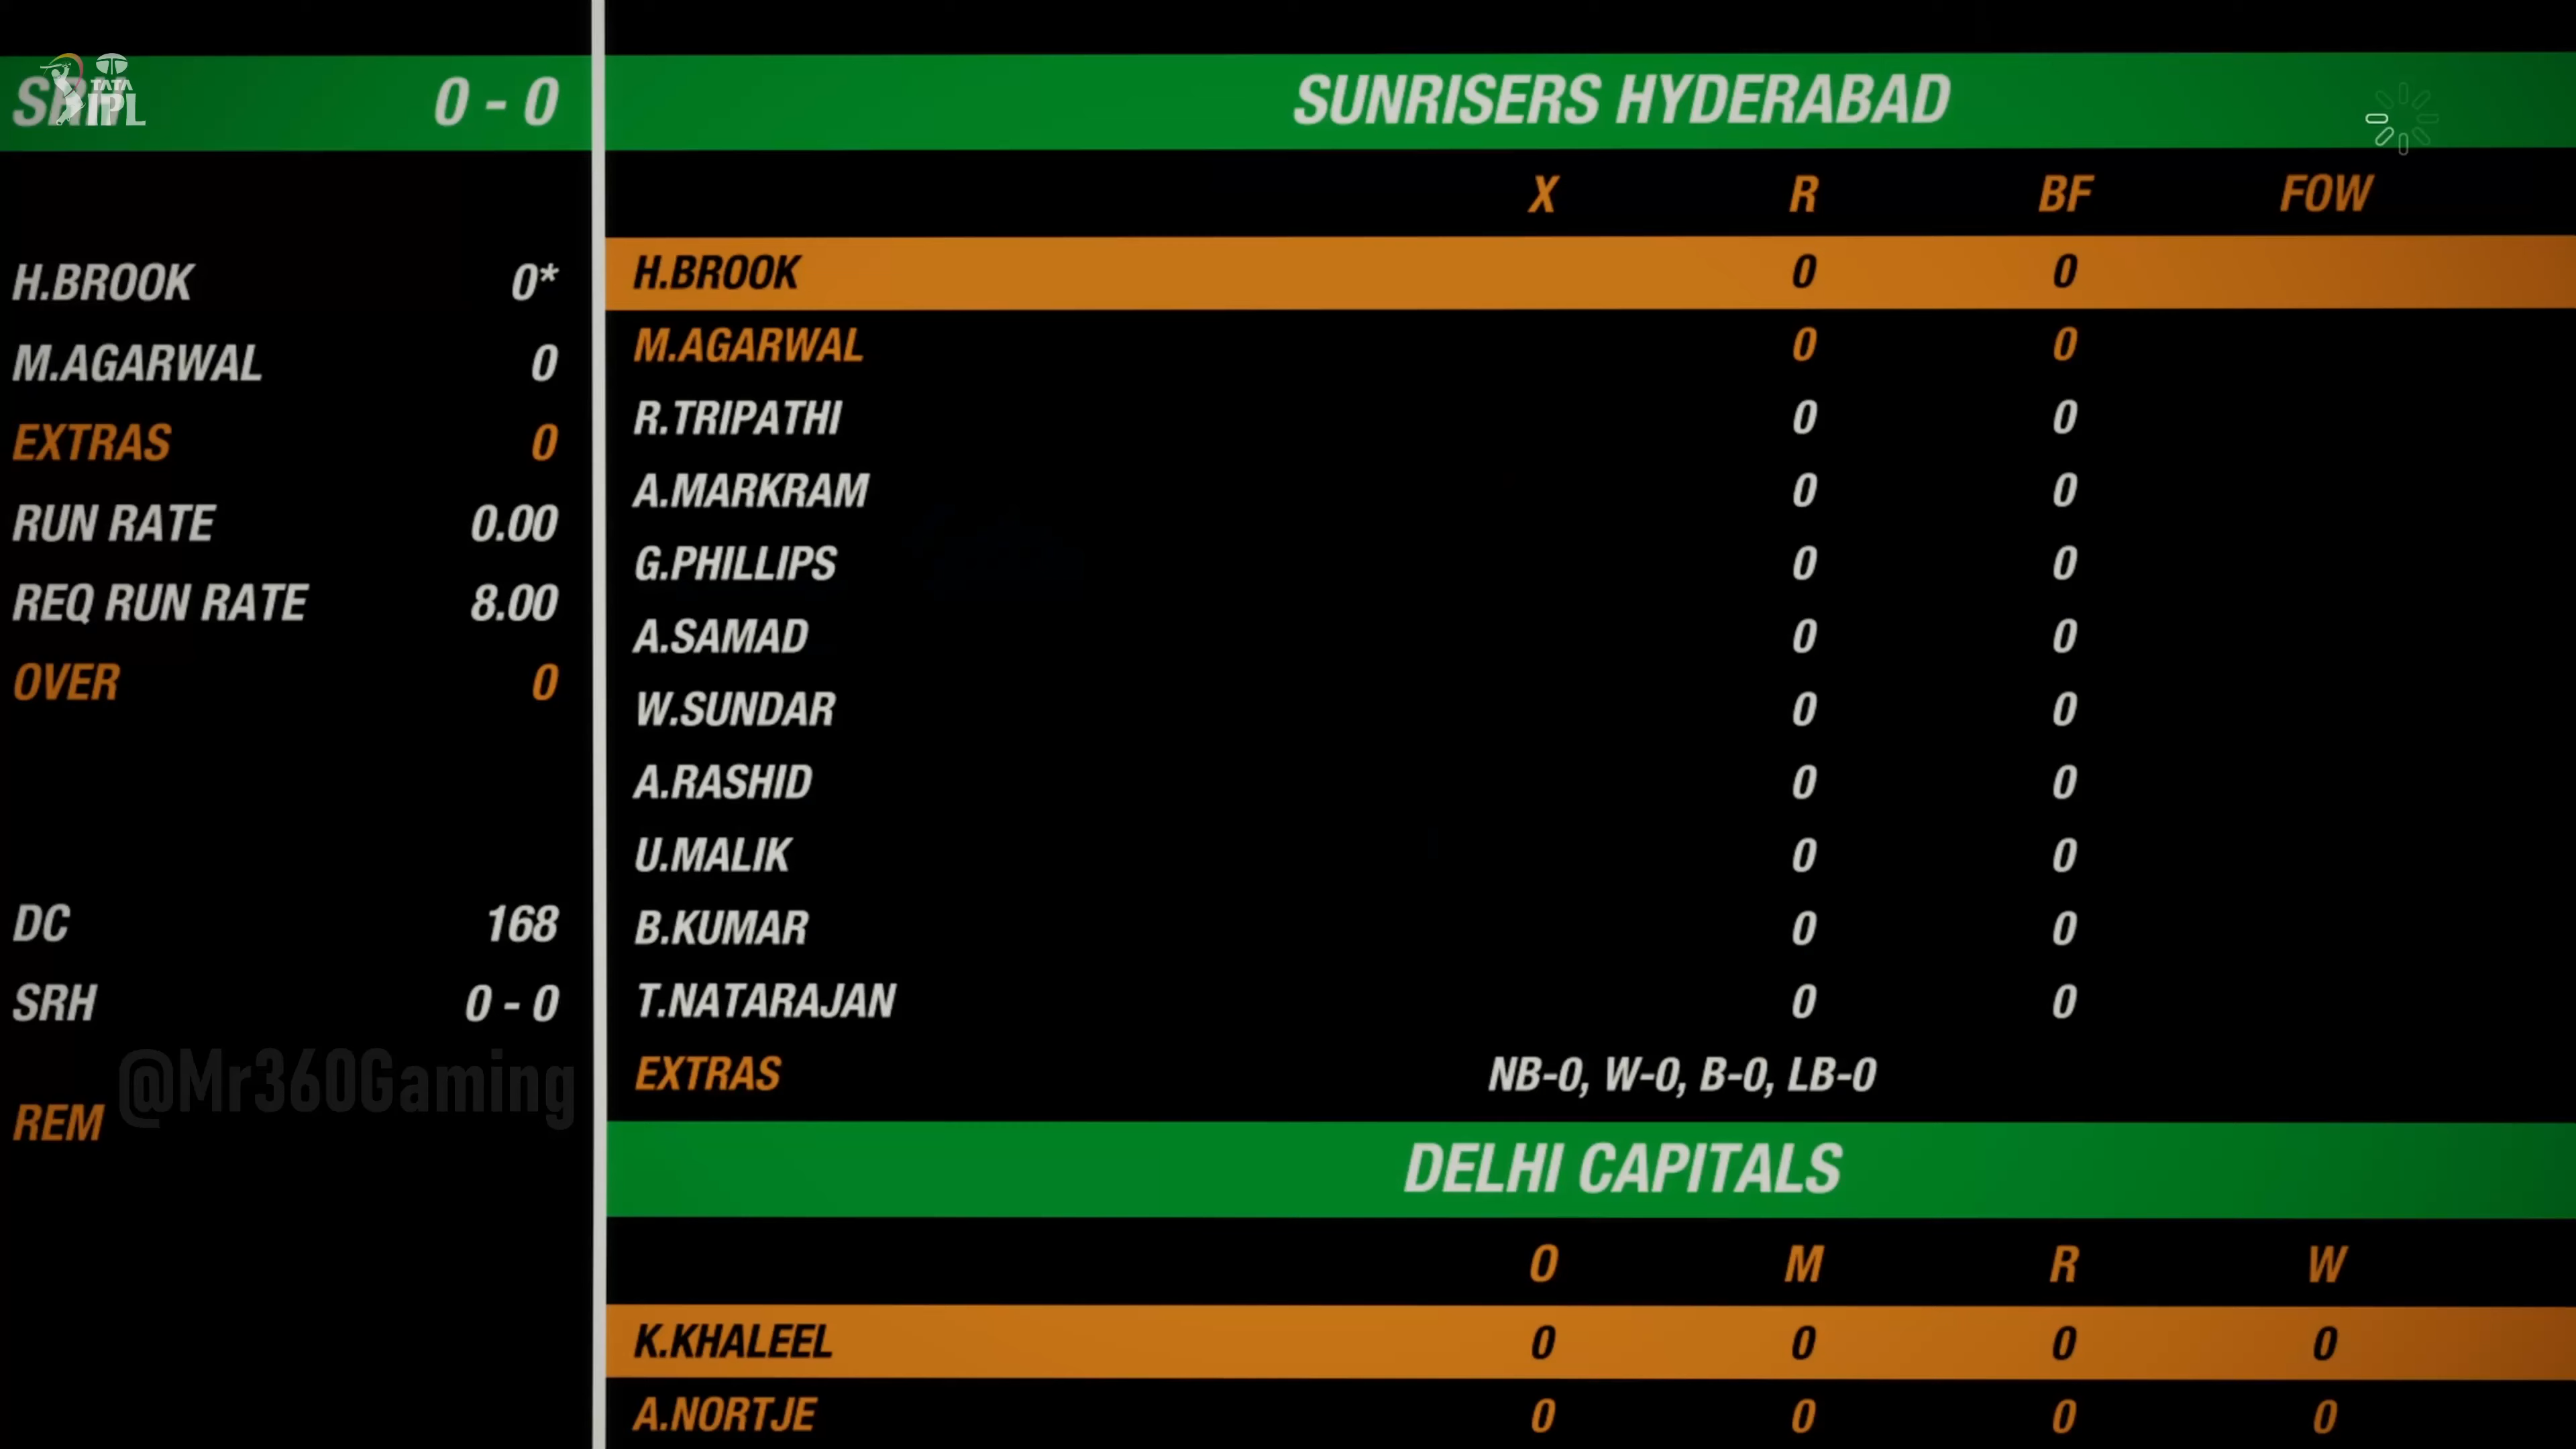 SRH 0 - 0
TATA
IPL
H.BROOK 0*
M.AGARWAL 0
EXTRAS 0
RUN RATE 0.00
REQ RUN RATE 8.00
OVER 0
DC 168
SRH 0 - 0
@Mr360Gaming
REM
SUNRISERS HYDERABAD
X R BF FOW
H.BROOK 0 0
M.AGARWAL 0 0
R.TRIPATHI 0 0
A.MARKRAM 0 0
G.PHILLIPS 0 0
A.SAMAD 0 0
W.SUNDAR 0 0
A.RASHID 0 0
U.MALIK 0 0
B.KUMAR 0 0
T.NATARAJAN 0 0
EXTRAS NB-0, W-0, B-0, LB-0
DELHI CAPITALS
O M R W
K.KHALEEL 0 0 0 0
A.NORTJE 0 0 0 0